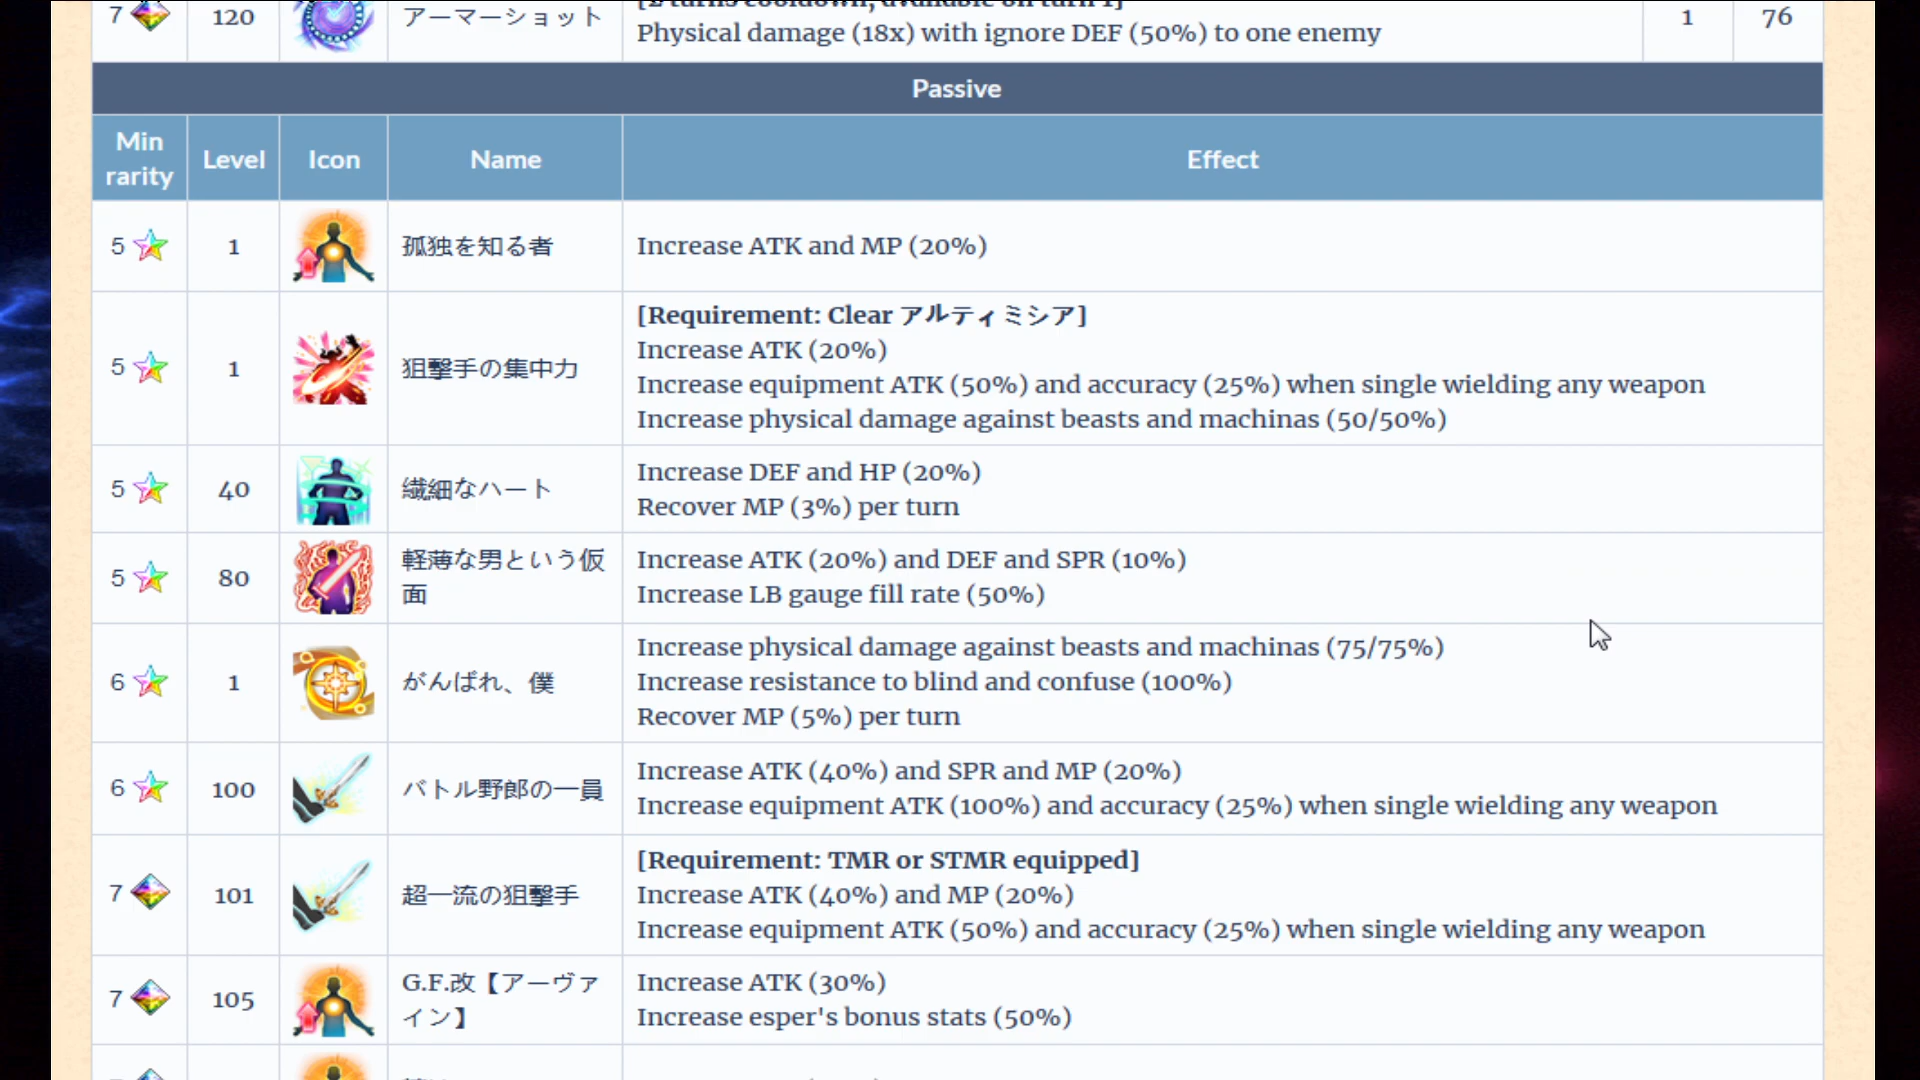 7 120 アーマーショット
[2 turns cooldown, available on turn 1]
Physical damage (18x) with ignore DEF (50%) to one enemy
1 76
Passive
Min rarity Level Icon Name Effect
5 1 孤独を知る者 Increase ATK and MP (20%)
5 1 狙撃手の集中力
[Requirement: Clear アルティミシア]
Increase ATK (20%)
Increase equipment ATK (50%) and accuracy (25%) when single wielding any weapon
Increase physical damage against beasts and machinas (50/50%)
5 40 繊細なハート
Increase DEF and HP (20%)
Recover MP (3%) per turn
5 80 軽薄な男という仮
面
Increase ATK (20%) and DEF and SPR (10%)
Increase LB gauge fill rate (50%)
6 1 がんばれ、僕
Increase physical damage against beasts and machinas (75/75%)
Increase resistance to blind and confuse (100%)
Recover MP (5%) per turn
6 100 バトル野郎の一員
Increase ATK (40%) and SPR and MP (20%)
Increase equipment ATK (100%) and accuracy (25%) when single wielding any weapon
7 101 超一流の狙撃手
[Requirement: TMR or STMR equipped]
Increase ATK (40%) and MP (20%)
Increase equipment ATK (50%) and accuracy (25%) when single wielding any weapon
7 105 G.F.改【アーヴァ
イン】
Increase ATK (30%)
Increase esper's bonus stats (50%)